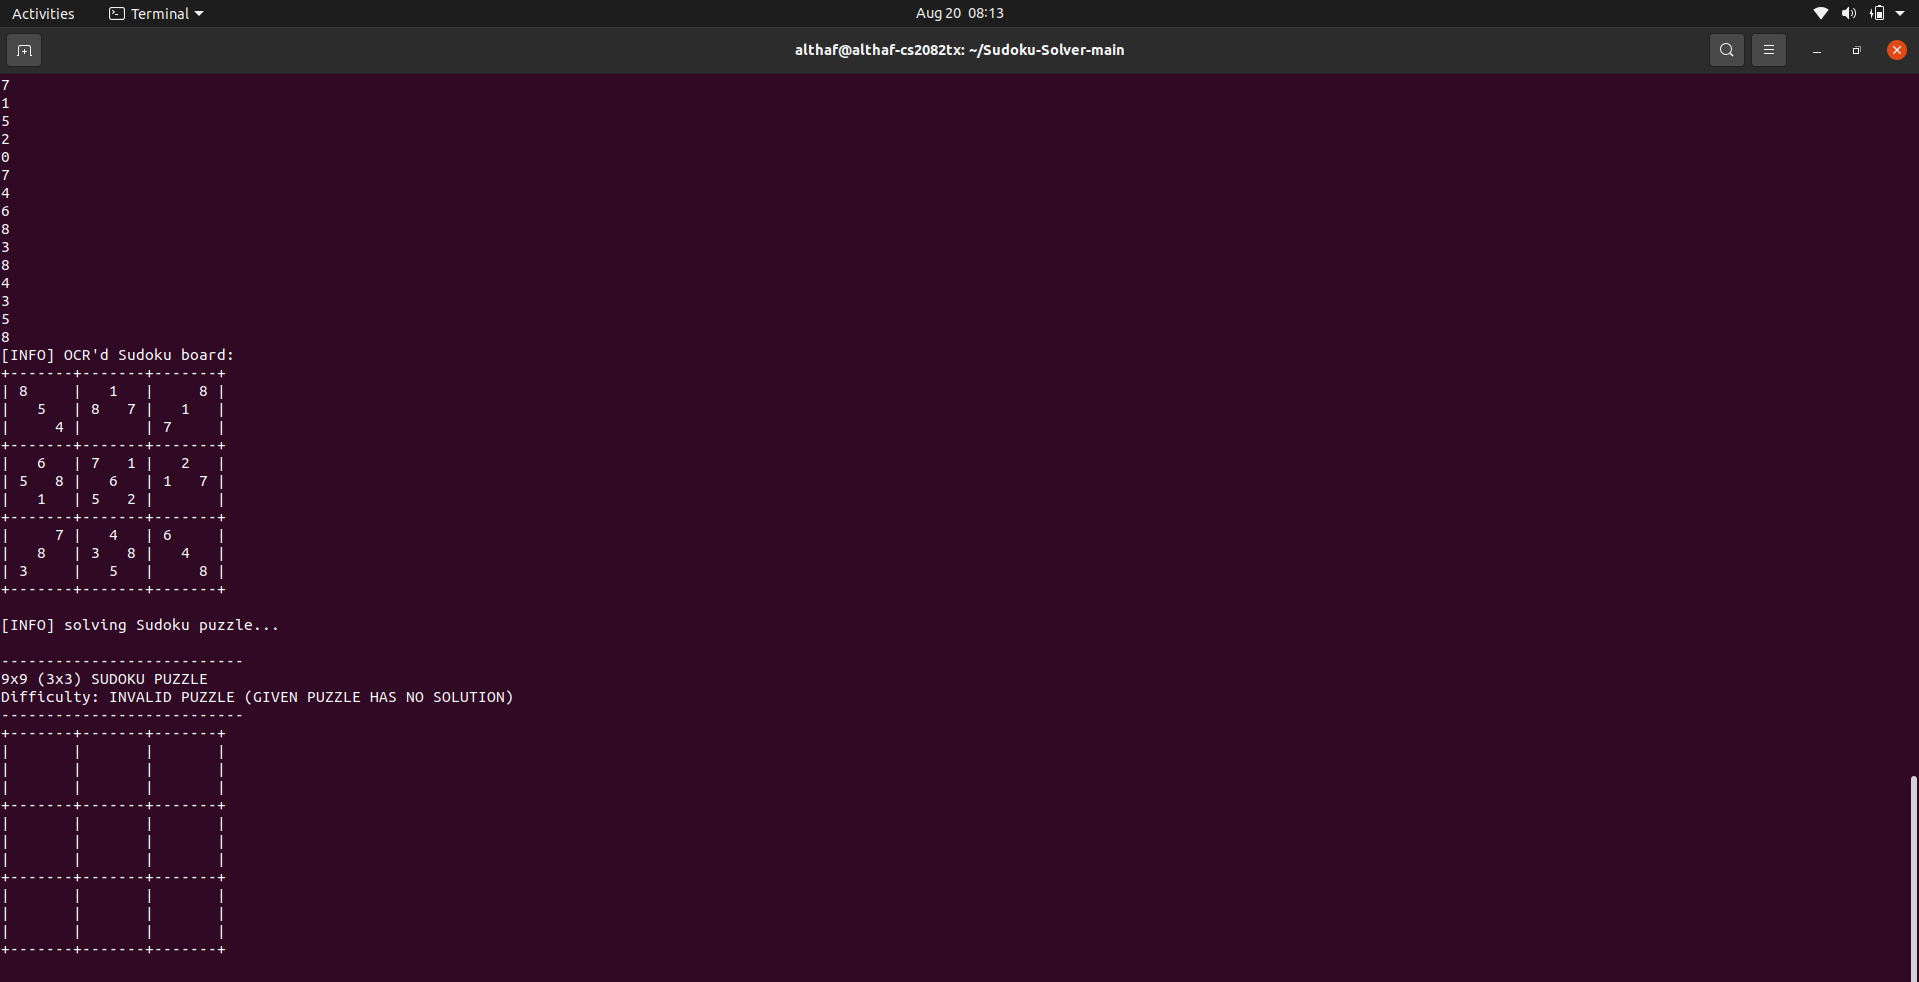 Activities Terminal Aug 20 08:13
althaf@althaf-cs2082tx: ~/Sudoku-Solver-main
7
1
5
2
0
7
4
6
8
3
8
4
3
5
8
[INFO] OCR'd Sudoku board:
+-------+-------+-------+
| 8     |   1   |     8 |
|   5   | 8   7 |   1   |
|     4 |       | 7     |
+-------+-------+-------+
|   6   | 7   1 |   2   |
| 5   8 |   6   | 1   7 |
|   1   | 5   2 |       |
+-------+-------+-------+
|     7 |   4   | 6     |
|   8   | 3   8 |   4   |
| 3     |   5   |     8 |
+-------+-------+-------+
[INFO] solving Sudoku puzzle...
---------------------------
9x9 (3x3) SUDOKU PUZZLE
Difficulty: INVALID PUZZLE (GIVEN PUZZLE HAS NO SOLUTION)
---------------------------
+-------+-------+-------+
|       |       |       |
|       |       |       |
|       |       |       |
+-------+-------+-------+
|       |       |       |
|       |       |       |
|       |       |       |
+-------+-------+-------+
|       |       |       |
|       |       |       |
|       |       |       |
+-------+-------+-------+